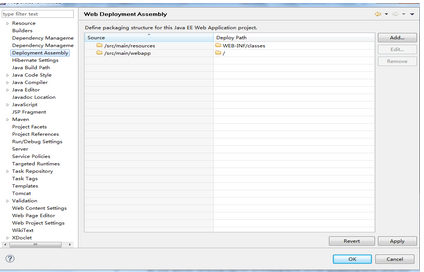 type filter text
Web Deployment Assembly
Resource
Builders
Dependency Manageme
Dependency Manageme
Deployment Assembly
Hibernate Settings
Java Build Path
Java Code Style
Java Compiler
Java Editor
Javadoc Location
JavaScript
JSP Fragment
Maven
Project Facets
Project References
Run/Debug Settings
Server
Service Policies
Targeted Runtimes
Task Repository
Task Tags
Templates
Tomcat
Validation
Web Content Settings
Web Page Editor
Web Project Settings
WikiText
XDoclet
Define packaging structure for this Java EE Web Application project.
Source Deploy Path
/src/main/resources WEB-INF/classes
/src/main/webapp /
Add...
Edit...
Remove
Revert Apply
OK Cancel